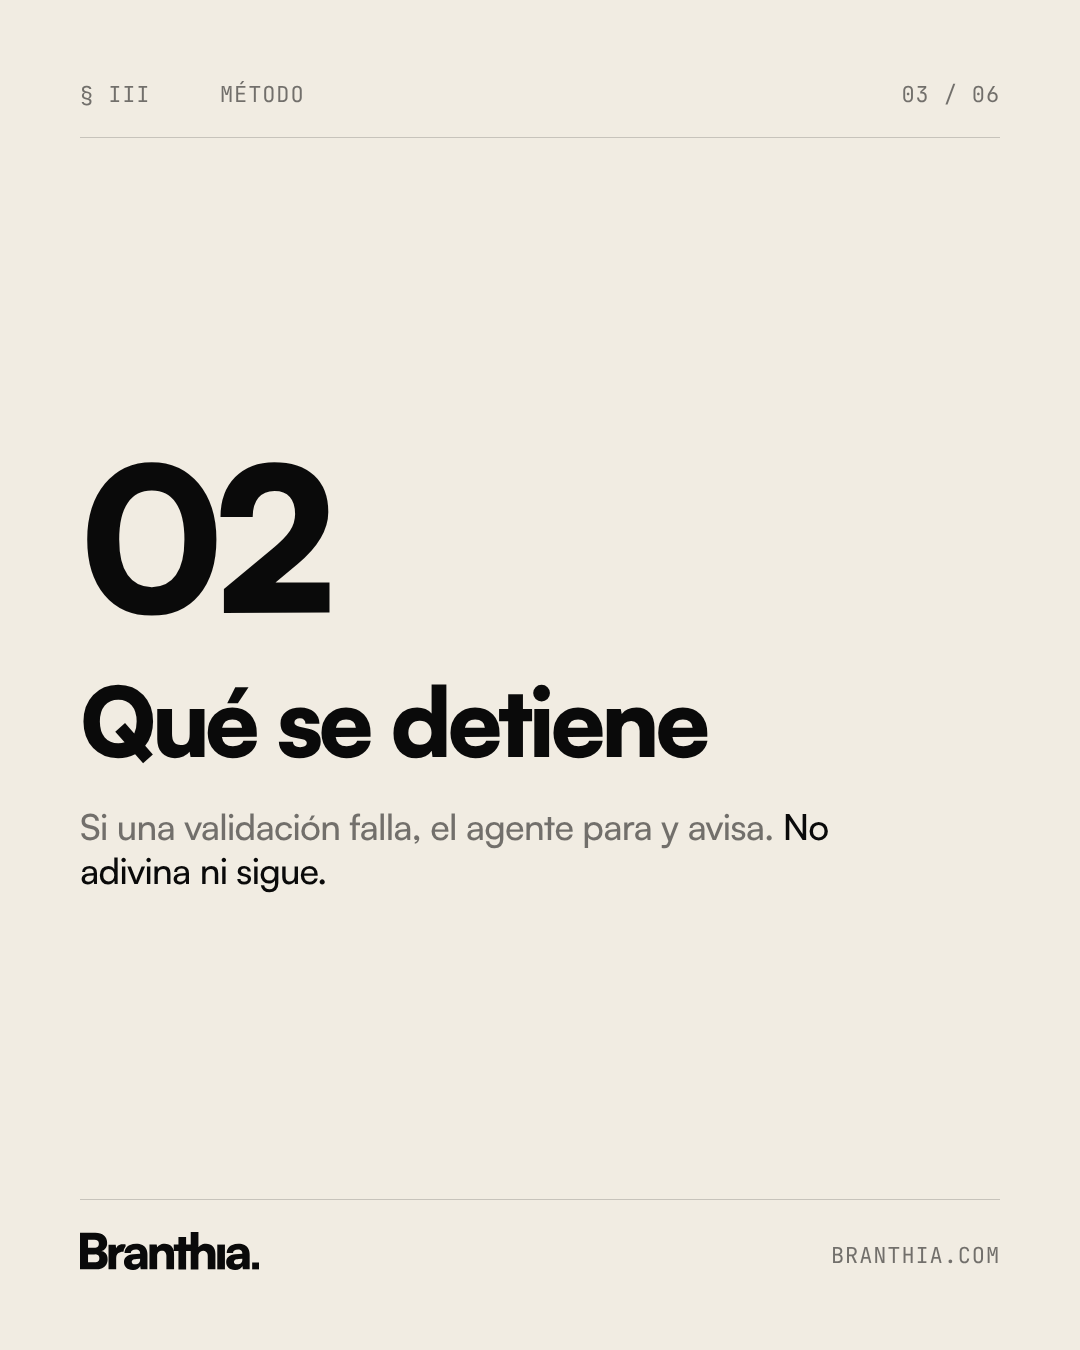 § III MÉTODO 03 / 06
02
Qué se detiene
Si una validación falla, el agente para y avisa. No
adivina ni sigue.
Branthıa. BRANTHIA.COM